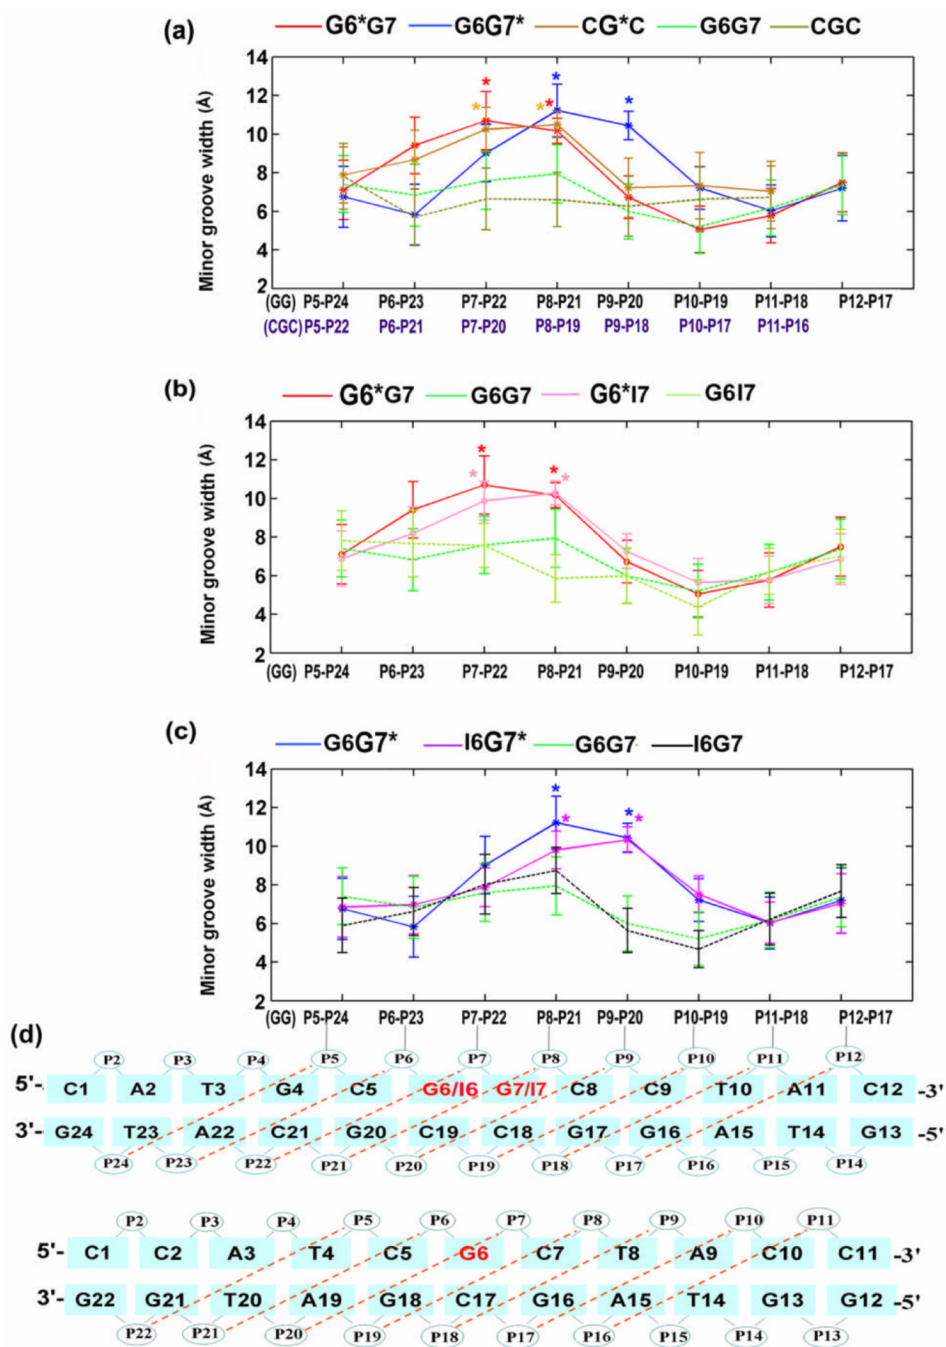 (a) G6*G7 G6G7* CG*C G6G7 CGC
Minor groove width (Å)
14
12
10
8
6
4
2
* * * * * *
(GG) P5-P24 P6-P23 P7-P22 P8-P21 P9-P20 P10-P19 P11-P18 P12-P17
(CGC) P5-P22 P6-P21 P7-P20 P8-P19 P9-P18 P10-P17 P11-P16
(b) G6*G7 G6G7 G6*I7 G6I7
Minor groove width (Å)
14
12
10
8
6
4
2
* * * *
(GG) P5-P24 P6-P23 P7-P22 P8-P21 P9-P20 P10-P19 P11-P18 P12-P17
(c) G6G7* I6G7* G6G7 I6G7
Minor groove width (Å)
14
12
10
8
6
4
2
* * * *
(GG) P5-P24 P6-P23 P7-P22 P8-P21 P9-P20 P10-P19 P11-P18 P12-P17
(d)
P2 P3 P4 P5 P6 P7 P8 P9 P10 P11 P12
5'- C1 A2 T3 G4 C5 G6/I6 G7/I7 C8 C9 T10 A11 C12 -3'
3'- G24 T23 A22 C21 G20 C19 C18 G17 G16 A15 T14 G13 -5'
P24 P23 P22 P21 P20 P19 P18 P17 P16 P15 P14
P2 P3 P4 P5 P6 P7 P8 P9 P10 P11
5'- C1 C2 A3 T4 C5 G6 C7 T8 A9 C10 C11 -3'
3'- G22 G21 T20 A19 G18 C17 G16 A15 T14 G13 G12 -5'
P22 P21 P20 P19 P18 P17 P16 P15 P14 P13